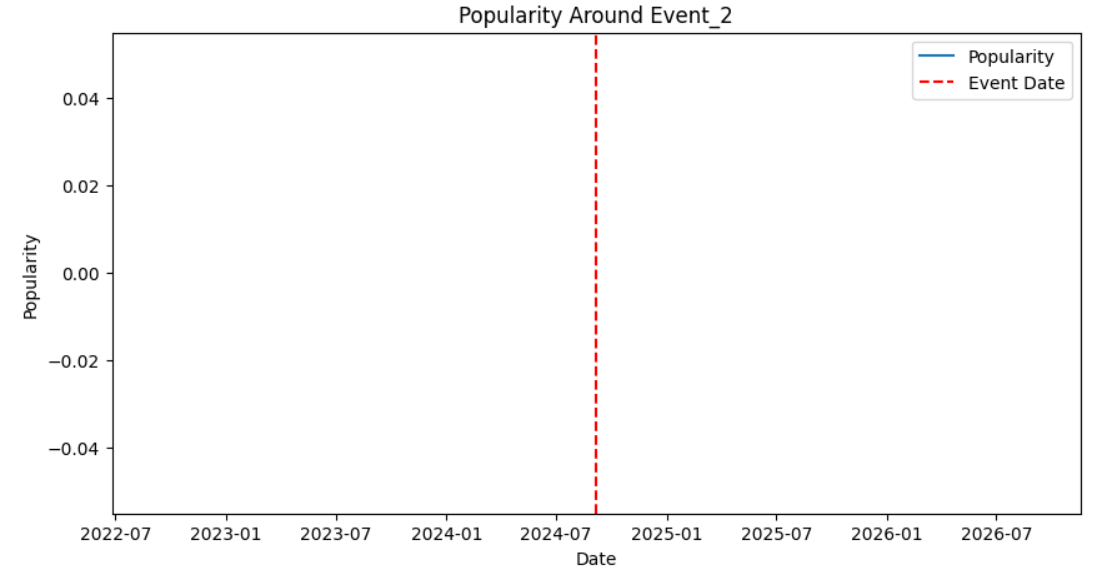 Popularity Around Event_2
Popularity
Event Date
0.04
0.02
0.00
−0.02
−0.04
Popularity
2022-07 2023-01 2023-07 2024-01 2024-07 2025-01 2025-07 2026-01 2026-07
Date